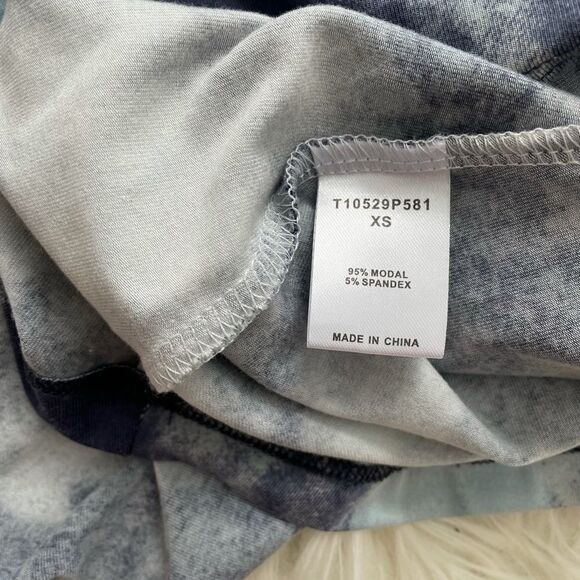 T10529P581
XS
95% MODAL
5% SPANDEX
MADE IN CHINA